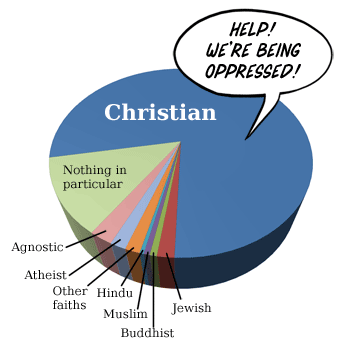 HELP!
WE'RE BEING
OPPRESSED!
Christian
Nothing in
particular
Agnostic
Atheist
Other
faiths
Hindu
Muslim
Buddhist
Jewish